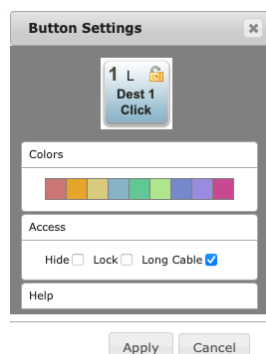 Button Settings
1 L
Dest 1
Click
Colors
Access
Hide Lock Long Cable
Help
Apply Cancel